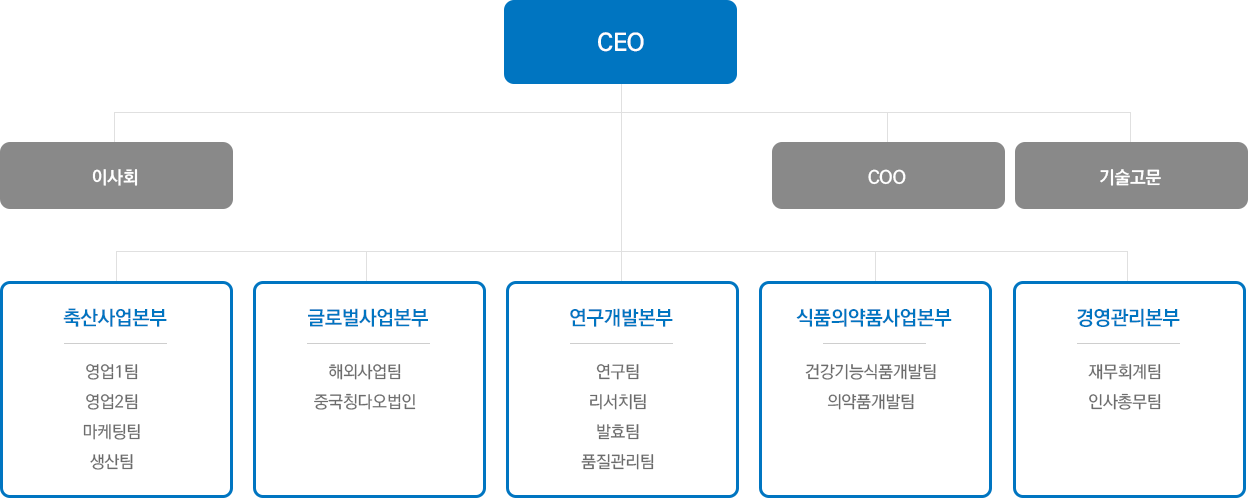 CEO
이사회
COO
기술고문
축산사업본부
영업1팀
영업2팀
마케팅팀
생산팀
글로벌사업본부
해외사업팀
중국칭다오법인
연구개발본부
연구팀
리서치팀
발효팀
품질관리팀
식품의약품사업본부
건강기능식품개발팀
의약품개발팀
경영관리본부
재무회계팀
인사총무팀